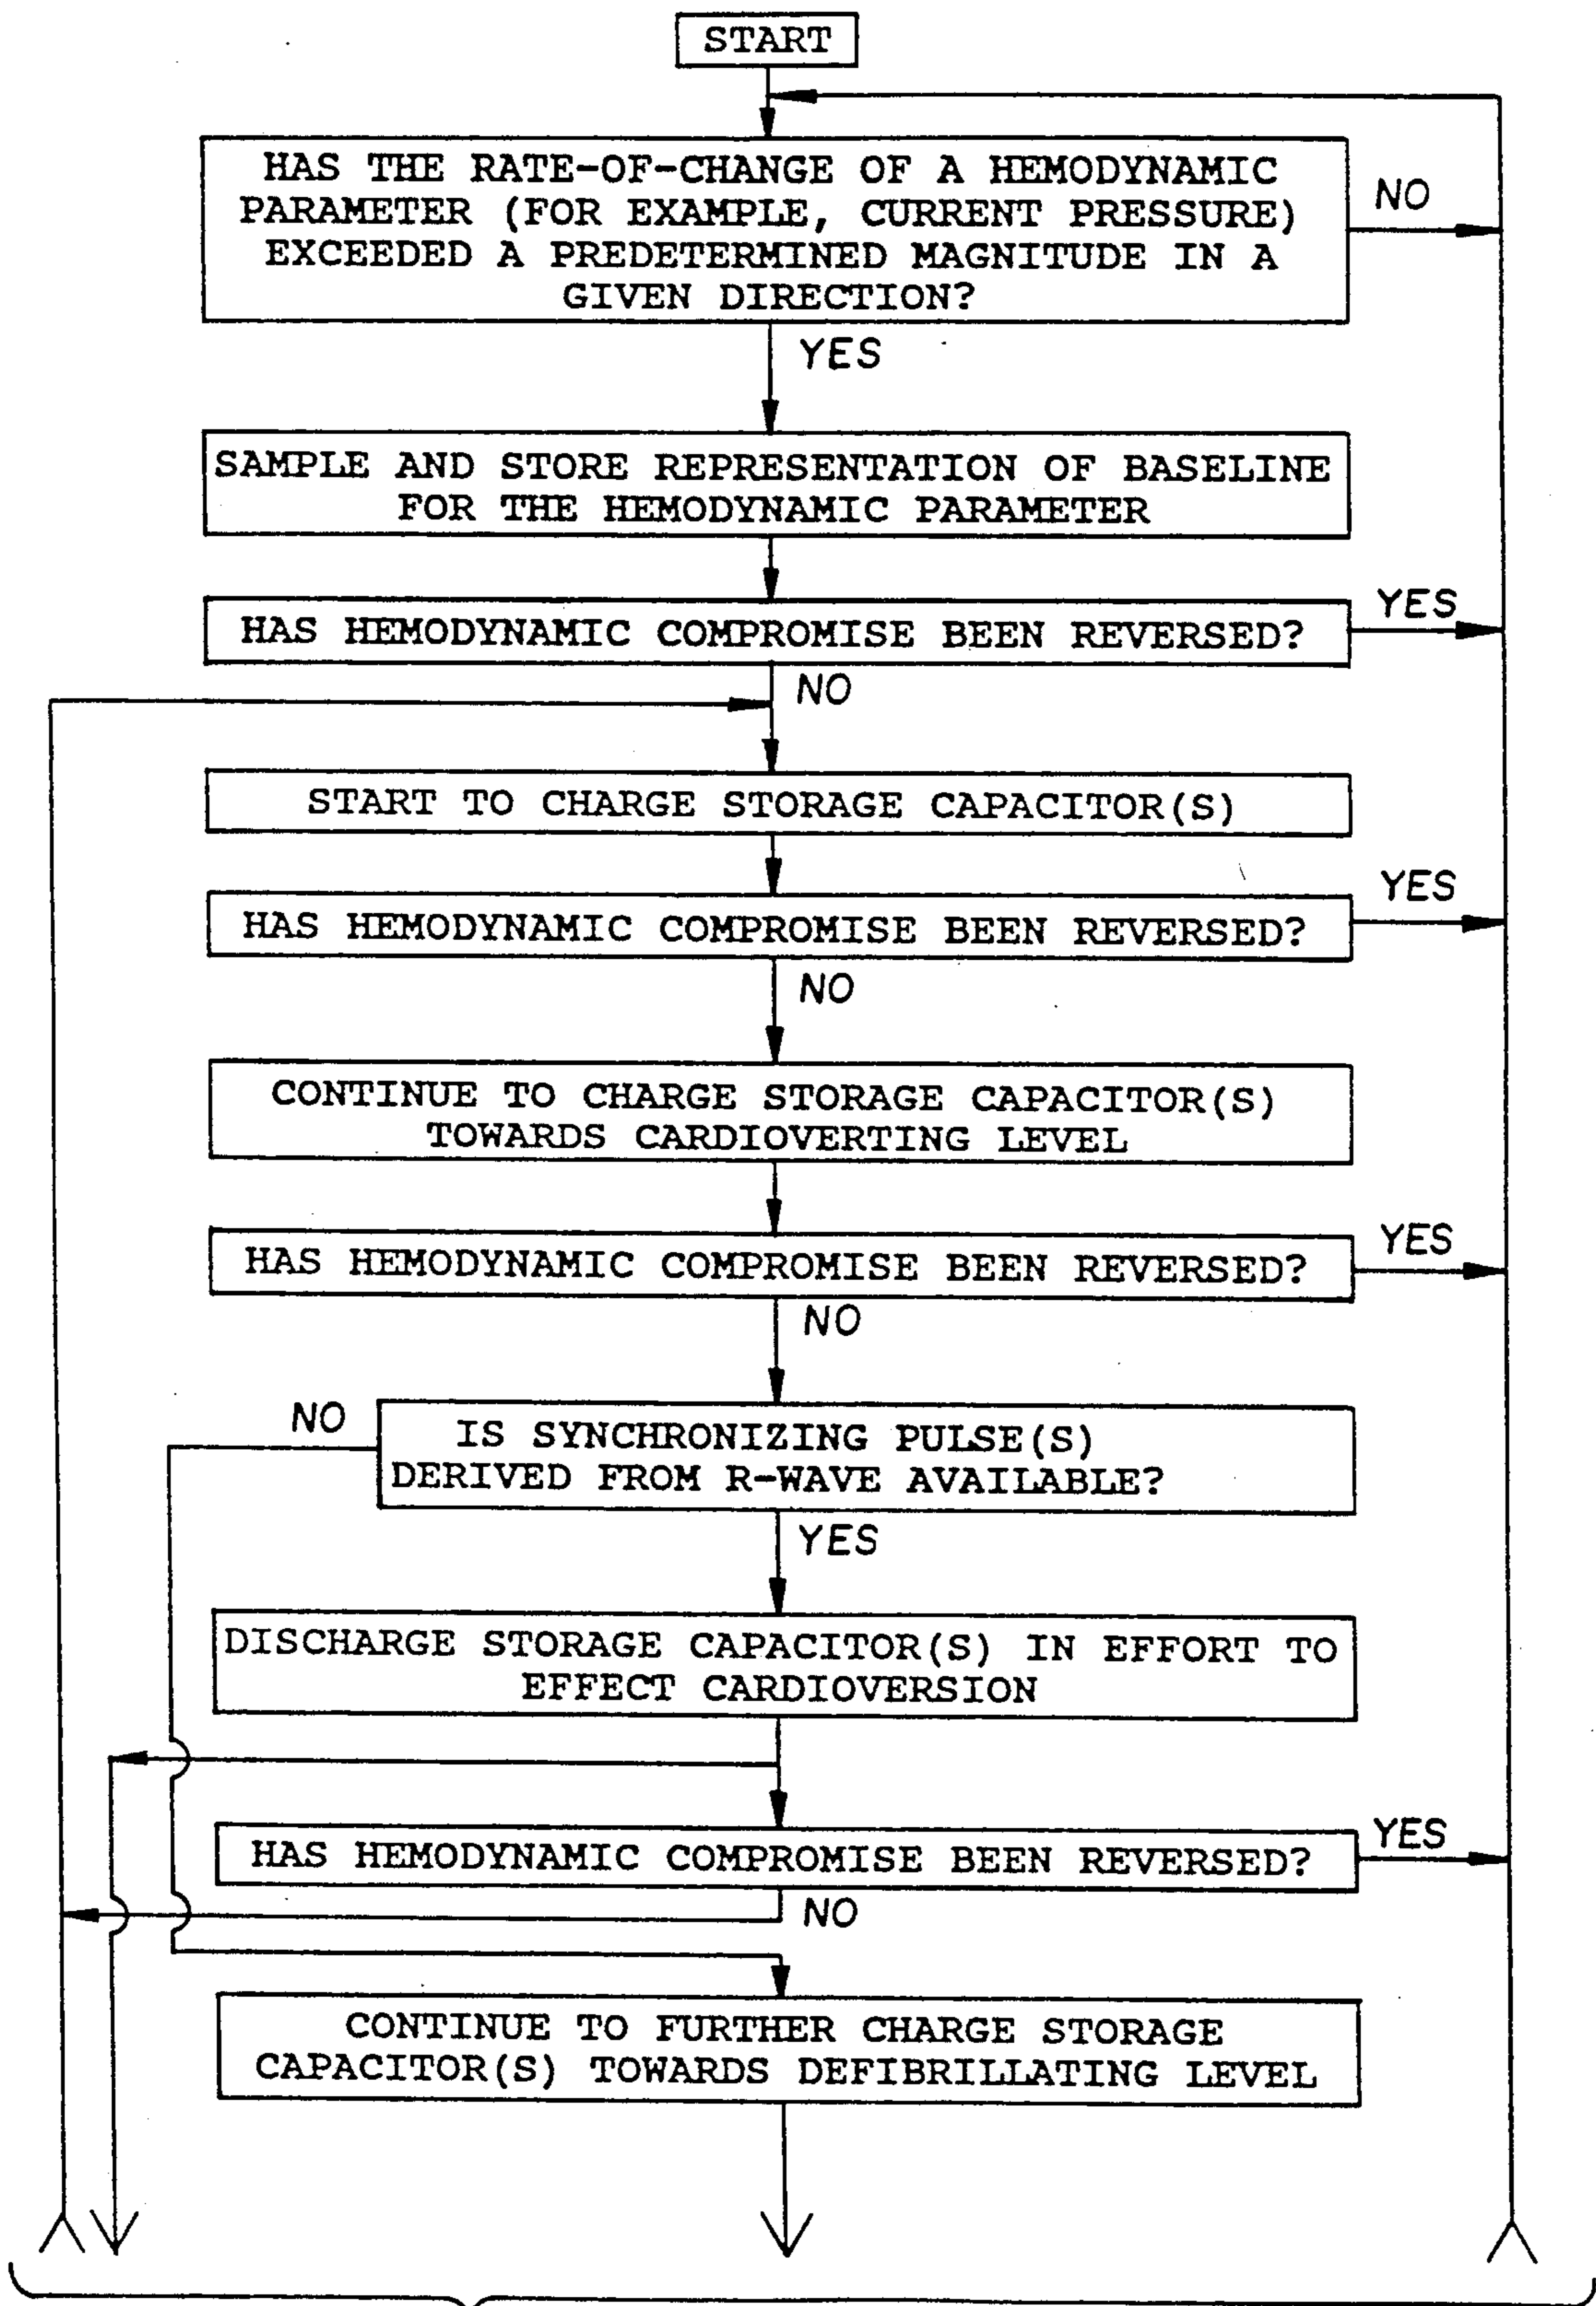 START
HAS THE RATE-OF-CHANGE OF A HEMODYNAMIC
PARAMETER (FOR EXAMPLE, CURRENT PRESSURE)
EXCEEDED A PREDETERMINED MAGNITUDE IN A
GIVEN DIRECTION?
NO
YES
SAMPLE AND STORE REPRESENTATION OF BASELINE
FOR THE HEMODYNAMIC PARAMETER
HAS HEMODYNAMIC COMPROMISE BEEN REVERSED?
YES
NO
START TO CHARGE STORAGE CAPACITOR(S)
HAS HEMODYNAMIC COMPROMISE BEEN REVERSED?
YES
NO
CONTINUE TO CHARGE STORAGE CAPACITOR(S)
TOWARDS CARDIOVERTING LEVEL
HAS HEMODYNAMIC COMPROMISE BEEN REVERSED?
YES
NO
IS SYNCHRONIZING PULSE(S)
DERIVED FROM R-WAVE AVAILABLE?
NO
YES
DISCHARGE STORAGE CAPACITOR(S) IN EFFORT TO
EFFECT CARDIOVERSION
HAS HEMODYNAMIC COMPROMISE BEEN REVERSED?
YES
NO
CONTINUE TO FURTHER CHARGE STORAGE
CAPACITOR(S) TOWARDS DEFIBRILLATING LEVEL